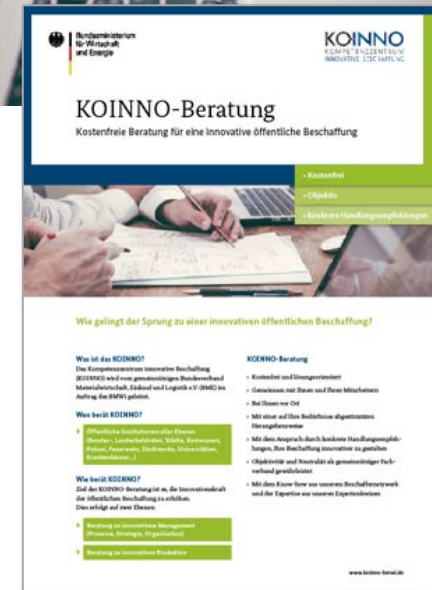 Bundesministerium
für Wirtschaft
und Energie
KOINNO
KOMPETENZZENTRUM
INNOVATIVE BESCHAFFUNG
KOINNO-Beratung
Kostenfreie Beratung für eine innovative öffentliche Beschaffung
• Kostenfrei
• Objektiv
• Konkrete Handlungsempfehlungen
Wie gelingt der Sprung zu einer innovativen öffentlichen Beschaffung?
Was ist das KOINNO?
Das Kompetenzzentrum innovative Beschaffung
(KOINNO) wird vom gemeinnützigen Bundesverband
Materialwirtschaft, Einkauf und Logistik e.V. (BME) im
Auftrag des BMWi geleitet.
Wen berät KOINNO?
Öffentliche Institutionen aller Ebenen
(Bundes-, Landesbehörden, Städte, Kommunen,
Polizei, Feuerwehr, Stadtwerke, Universitäten,
Krankenhäuser...)
Wie berät KOINNO?
Ziel der KOINNO-Beratung ist es, die Innovationskraft
der öffentlichen Beschaffung zu erhöhen.
Dies erfolgt auf zwei Ebenen:
Beratung zu innovativem Management
(Prozesse, Strategie, Organisation)
Beratung zu innovativen Produkten
KOINNO-Beratung
› Kostenfrei und lösungsorientiert
› Gemeinsam mit Ihnen und Ihren Mitarbeitern
› Bei Ihnen vor Ort
› Mit einer auf Ihre Bedürfnisse abgestimmten
Herangehensweise
› Mit dem Anspruch durch konkrete Handlungsempfeh-
lungen, Ihre Beschaffung innovativer zu gestalten
› Objektivität und Neutralität als gemeinnütziger Fach-
verband gewährleistet
› Mit dem Know-how aus unserem Beschaffernetzwerk
und der Expertise aus unseren Expertenkreisen
www.koinno-bmwi.de